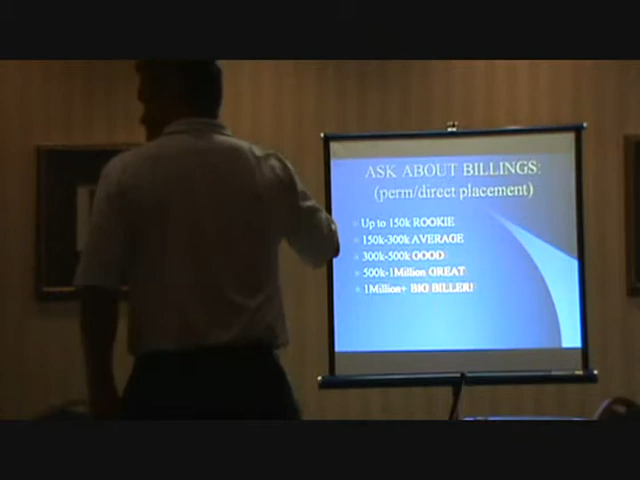 ASK ABOUT BILLINGS:
(perm/direct placement)
Up to 150k ROOKIE
150k-300k AVERAGE
300k-500k GOOD
500k-1Million GREAT
1Million+ BIG BILLER!